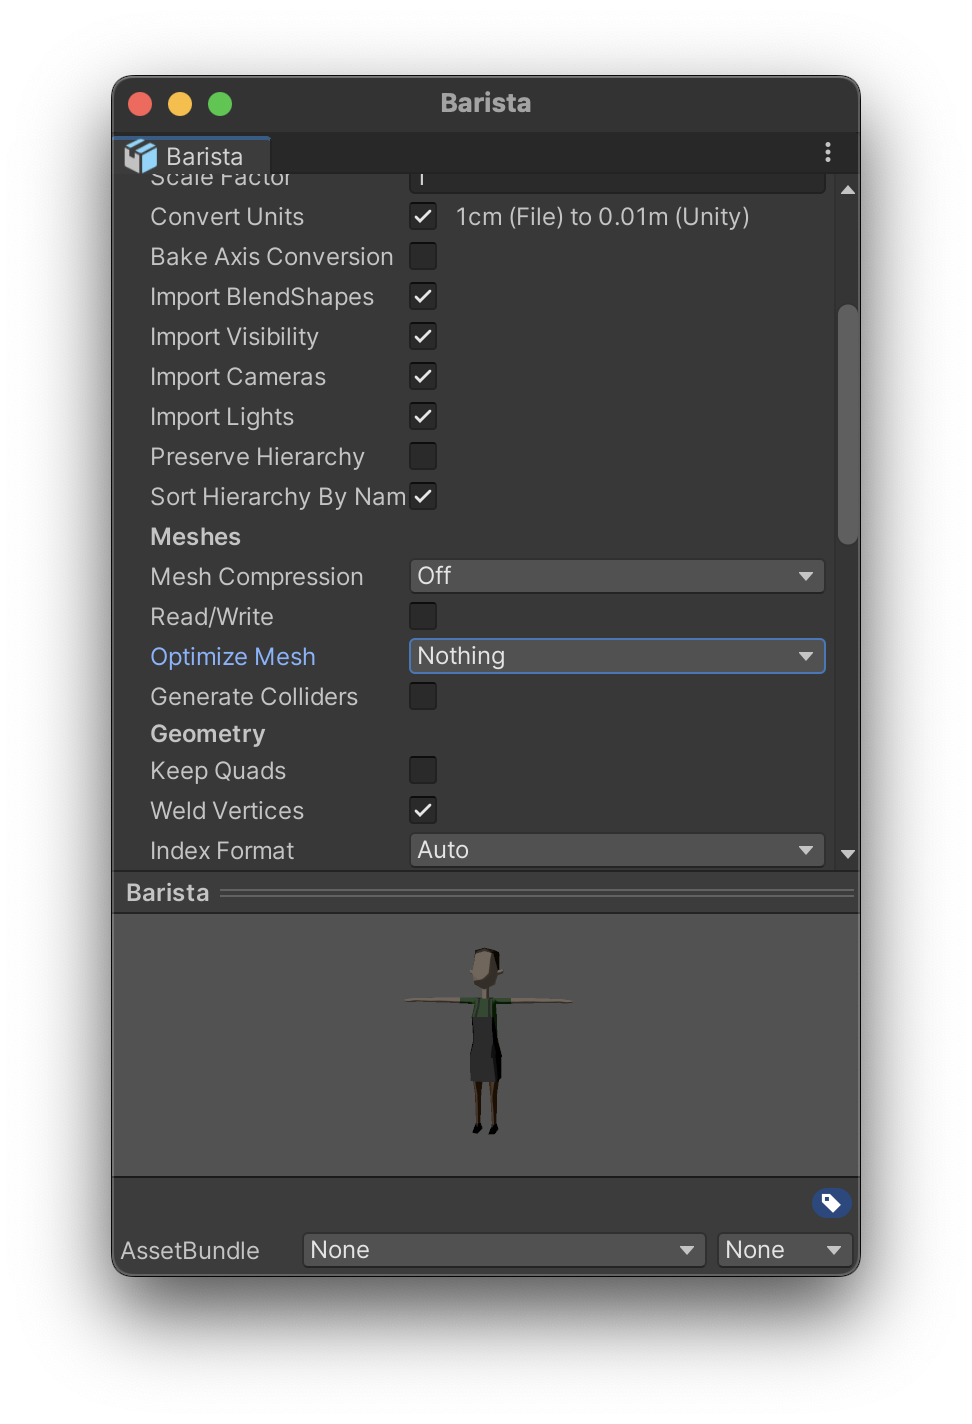 Barista
Barista
Scale Factor 1
Convert Units 1cm (File) to 0.01m (Unity)
Bake Axis Conversion
Import BlendShapes
Import Visibility
Import Cameras
Import Lights
Preserve Hierarchy
Sort Hierarchy By Nam
Meshes
Mesh Compression Off
Read/Write
Optimize Mesh Nothing
Generate Colliders
Geometry
Keep Quads
Weld Vertices
Index Format Auto
Barista
AssetBundle None None